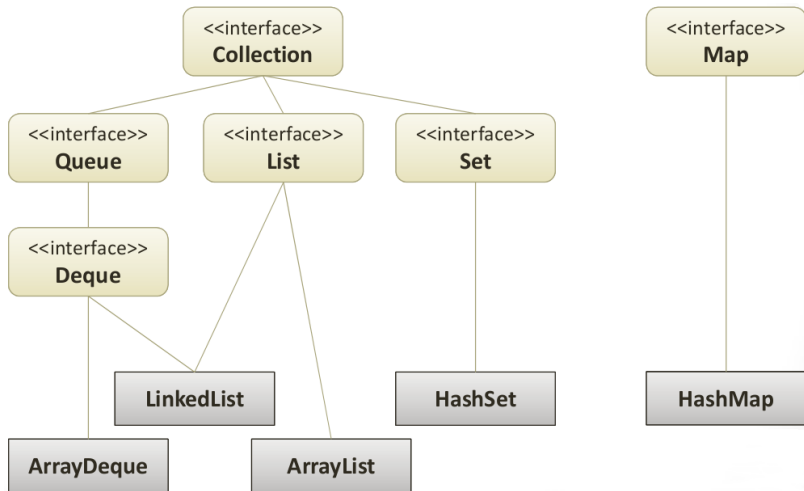 <<interface>>
Collection
<<interface>>
Map
<<interface>>
Queue
<<interface>>
List
<<interface>>
Set
<<interface>>
Deque
LinkedList
HashSet
HashMap
ArrayDeque
ArrayList